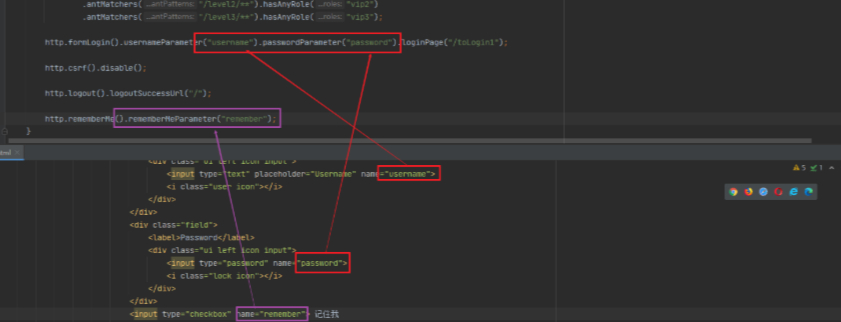 .antMatchers( ...antPatterns: "/level2/**").hasAnyRole( ...roles: "vip2")
.antMatchers( ...antPatterns: "/level3/**").hasAnyRole( ...roles: "vip3");
http.formLogin().usernameParameter("username").passwordParameter("password").loginPage("/toLogin1");
http.csrf().disable();
http.logout().logoutSuccessUrl("/");
http.rememberMe().rememberMeParameter("remember");
}
html ×
5 1
<div class="ui left icon input">
<input type="text" placeholder="Username" name="username">
<i class="user icon"></i>
</div>
</div>
<div class="field">
<label>Password</label>
<div class="ui left icon input">
<input type="password" name="password">
<i class="lock icon"></i>
</div>
</div>
<input type="checkbox" name="remember"> 记住我